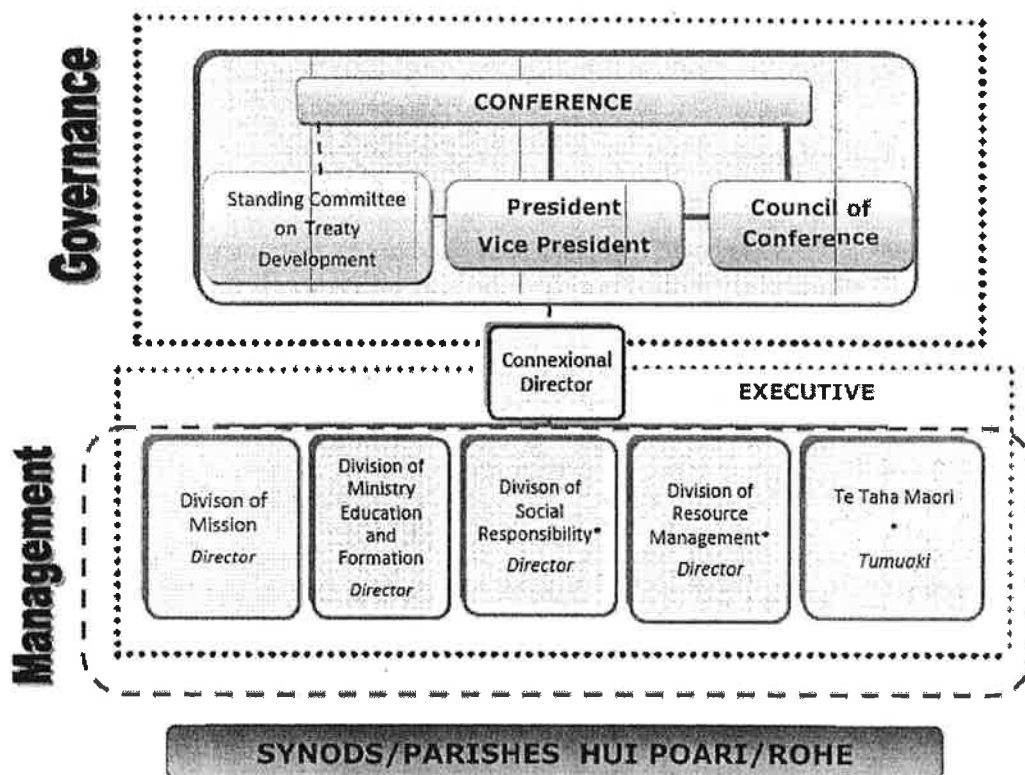 Governance
CONFERENCE
Standing Committee
on Treaty
Development
President
Vice President
Council of
Conference
Connexional
Director
EXECUTIVE
Management
Divison of
Mission
Director
Division of
Ministry
Education
and
Formation
Director
Divison of
Social
Responsibility*
Director
Division of
Resource
Management*
Director
Te Taha Maori
*
Tumuaki
SYNODS/PARISHES HUI POARI/ROHE